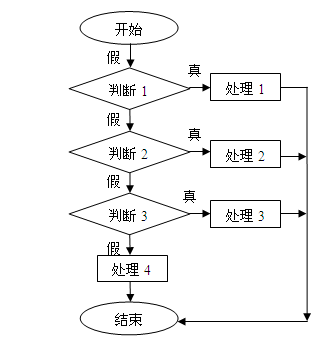 开始
假
真
判断 1
处理 1
假
真
判断 2
处理 2
假
真
判断 3
处理 3
假
处理 4
结束